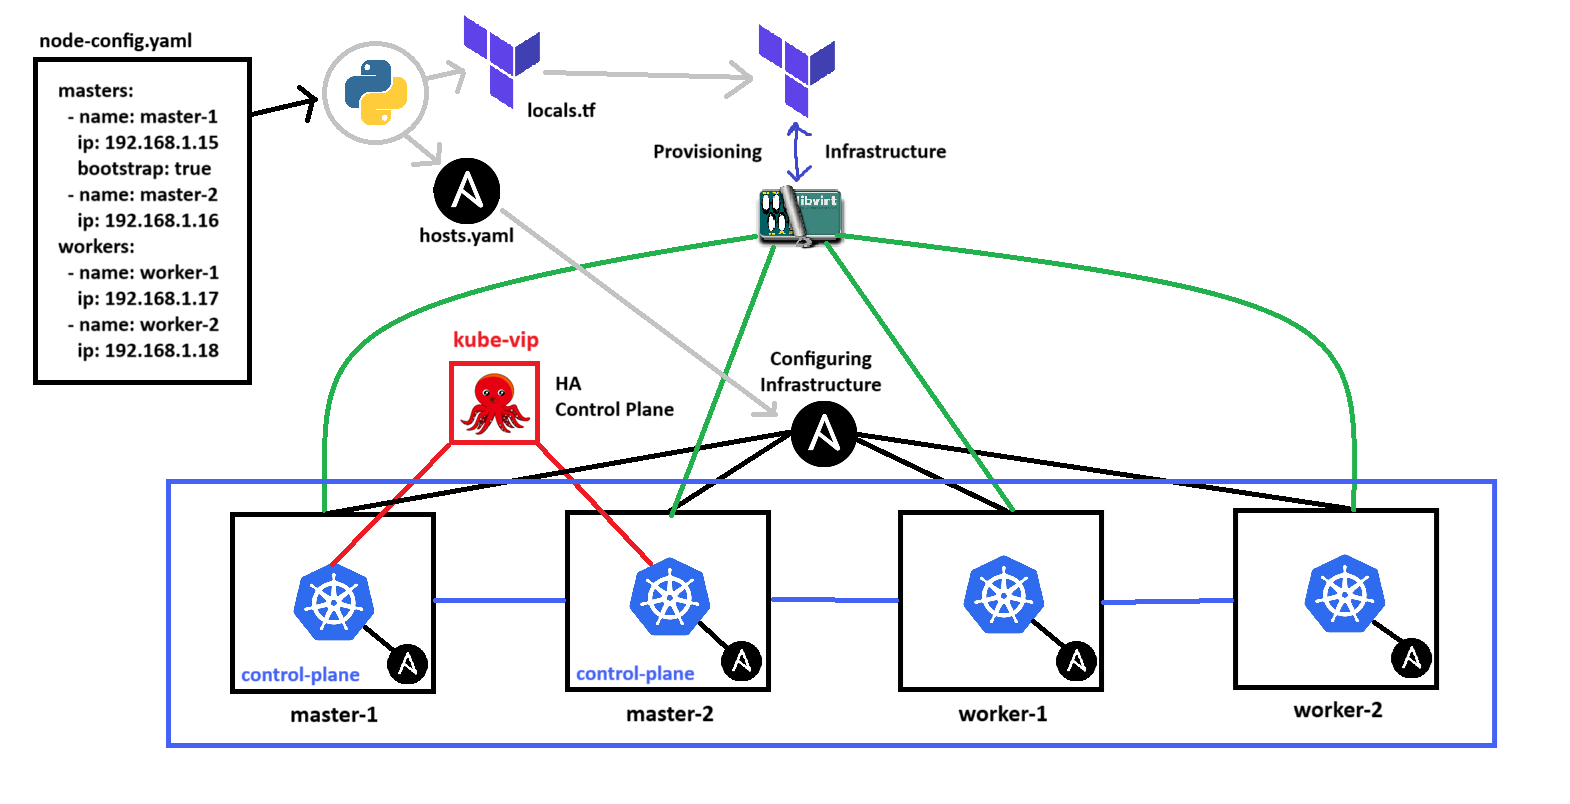 node-config.yaml
masters:
- name: master-1
ip: 192.168.1.15
bootstrap: true
- name: master-2
ip: 192.168.1.16
workers:
- name: worker-1
ip: 192.168.1.17
- name: worker-2
ip: 192.168.1.18
locals.tf
hosts.yaml
Provisioning
Infrastructure
libvirt
kube-vip
HA
Control Plane
Configuring
Infrastructure
control-plane
control-plane
master-1
master-2
worker-1
worker-2